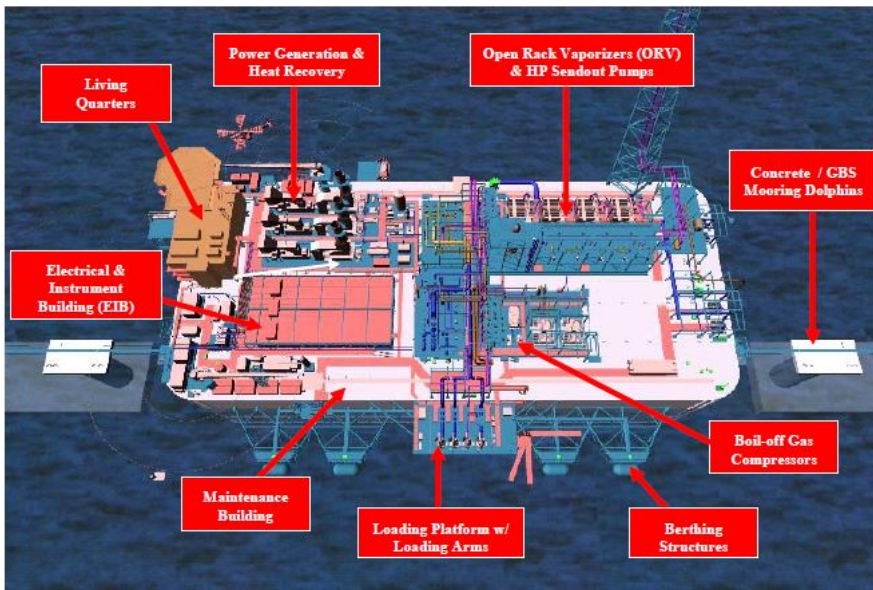 Power Generation &
Heat Recovery
Open Rack Vaporizers (ORV)
& HP Sendout Pumps
Living
Quarters
Concrete / GBS
Mooring Dolphins
Electrical &
Instrument
Building (EIB)
Boil-off Gas
Compressors
Maintenance
Building
Loading Platform w/
Loading Arms
Berthing
Structures